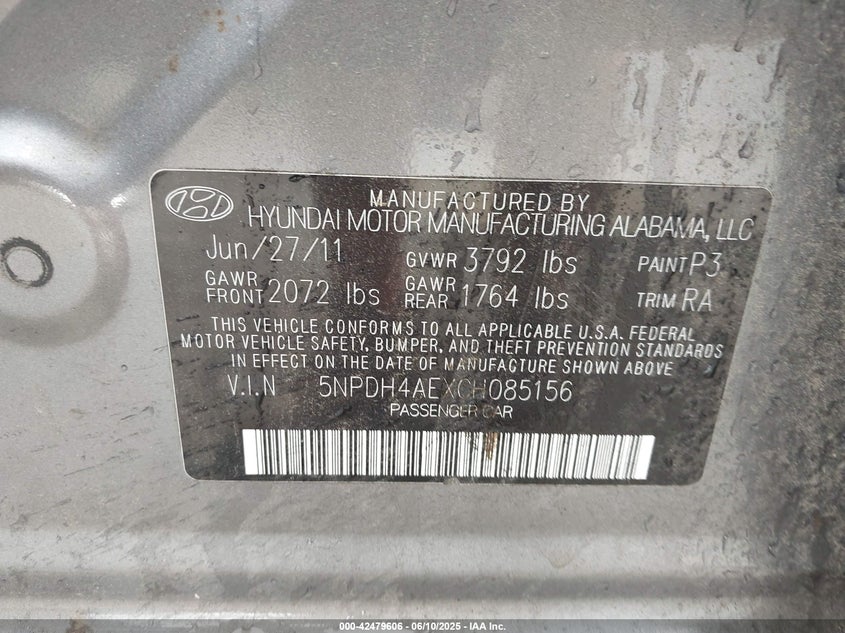 MANUFACTURED BY
HYUNDAI MOTOR MANUFACTURING ALABAMA, LLC
Jun/27/11 GVWR 3792 lbs PAINT P3
GAWR FRONT 2072 lbs GAWR REAR 1764 lbs TRIM RA
THIS VEHICLE CONFORMS TO ALL APPLICABLE U.S.A. FEDERAL
MOTOR VEHICLE SAFETY, BUMPER, AND THEFT PREVENTION STANDARDS
IN EFFECT ON THE DATE OF MANUFACTURE SHOWN ABOVE
V.I.N 5NPDH4AEXCH085156
PASSENGER CAR
000-42479606 - 06/10/2025 - IAA Inc.